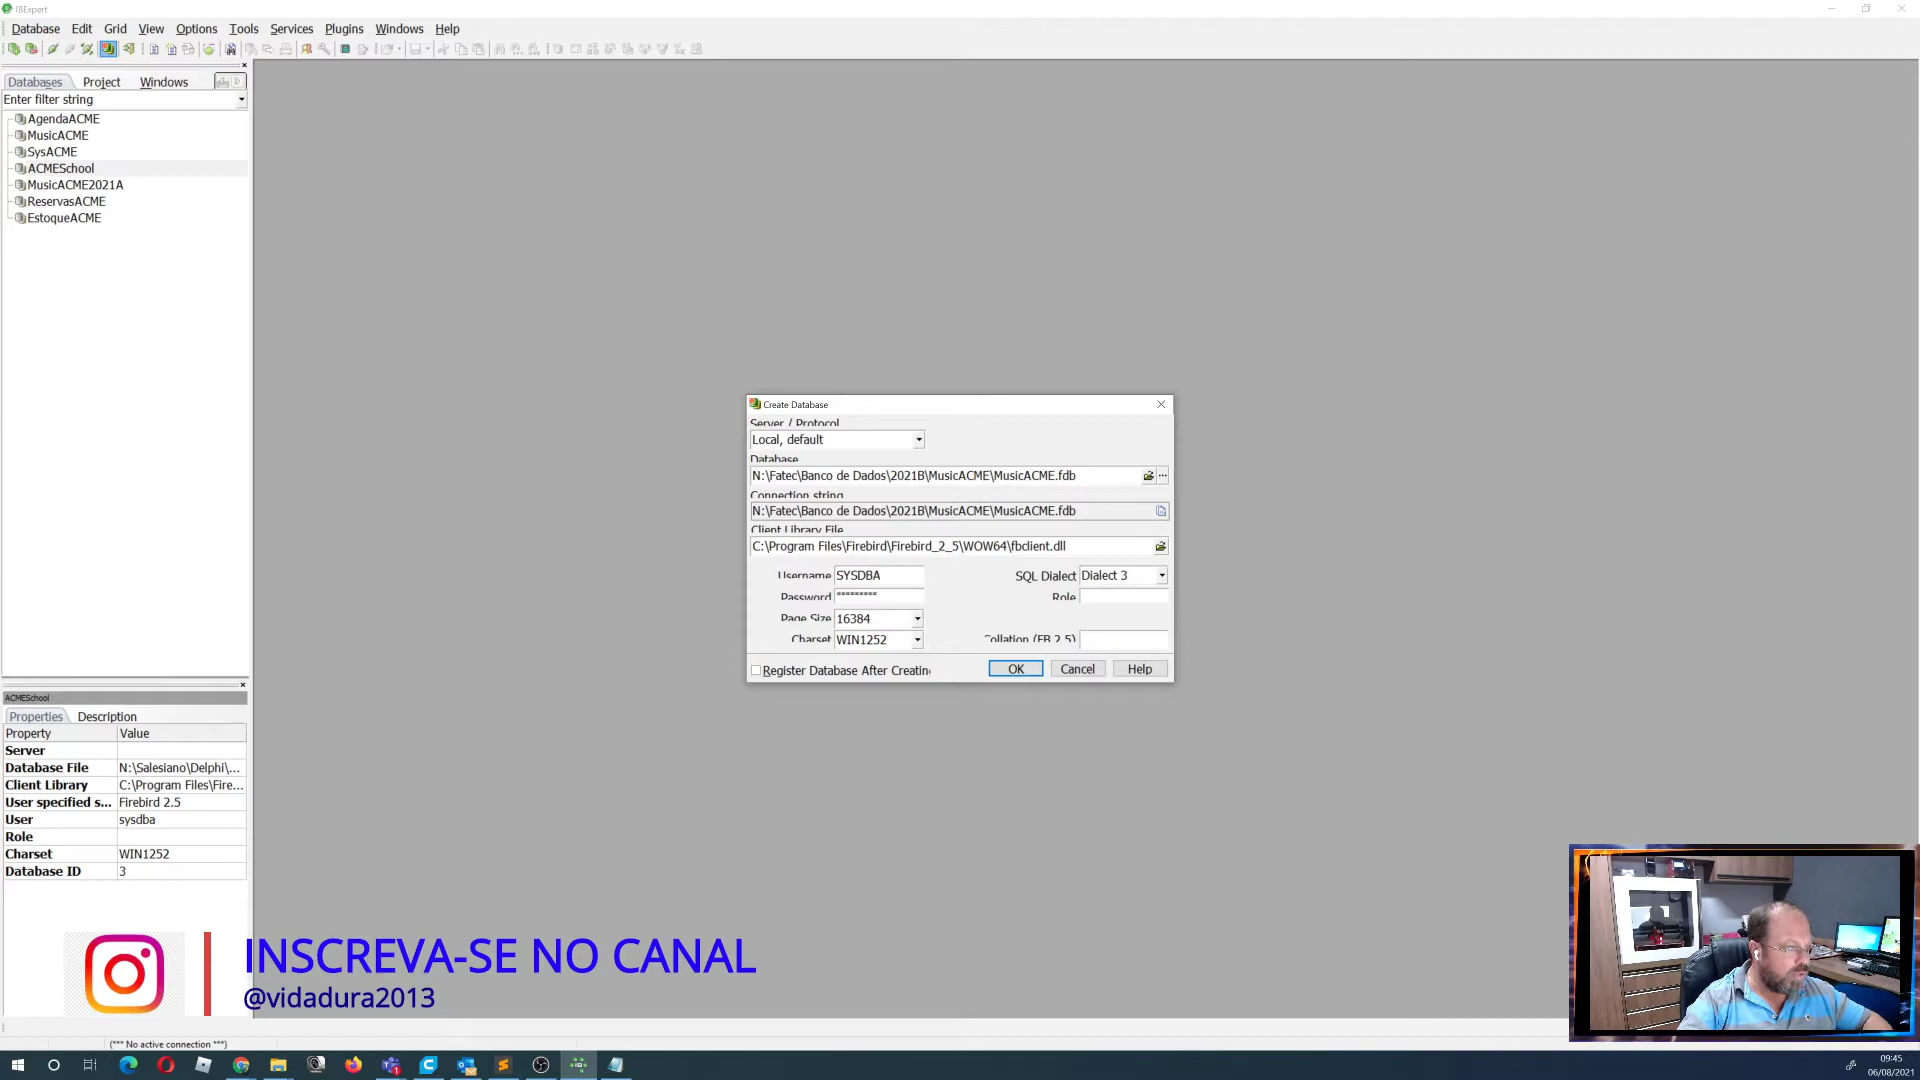 IBExpert
Database Edit Grid View Options Tools Services Plugins Windows Help
Databases Project Windows
Enter filter string
AgendaACME
MusicACME
SysACME
ACMESchool
MusicACME2021A
ReservasACME
EstoqueACME
Create Database
Server / Protocol
Local, default
Database
N:\Fatec\Banco de Dados\2021B\MusicACME\MusicACME.fdb
Connection string
N:\Fatec\Banco de Dados\2021B\MusicACME\MusicACME.fdb
Client Library File
C:\Program Files\Firebird\Firebird_2_5\WOW64\fbclient.dll
Username SYSDBA SQL Dialect Dialect 3
Password ********* Role
Page Size 16384
Charset WIN1252 Collation (FB 2.5)
Register Database After Creatin
OK Cancel Help
ACMESchool
Properties Description
Property Value
Server
Database File N:\Salesiano\Delphi\...
Client Library C:\Program Files\Fire...
User specified s... Firebird 2.5
User sysdba
Role
Charset WIN1252
Database ID 3
INSCREVA-SE NO CANAL
@vidadura2013
(*** No active connection ***)
09:45
06/08/2021